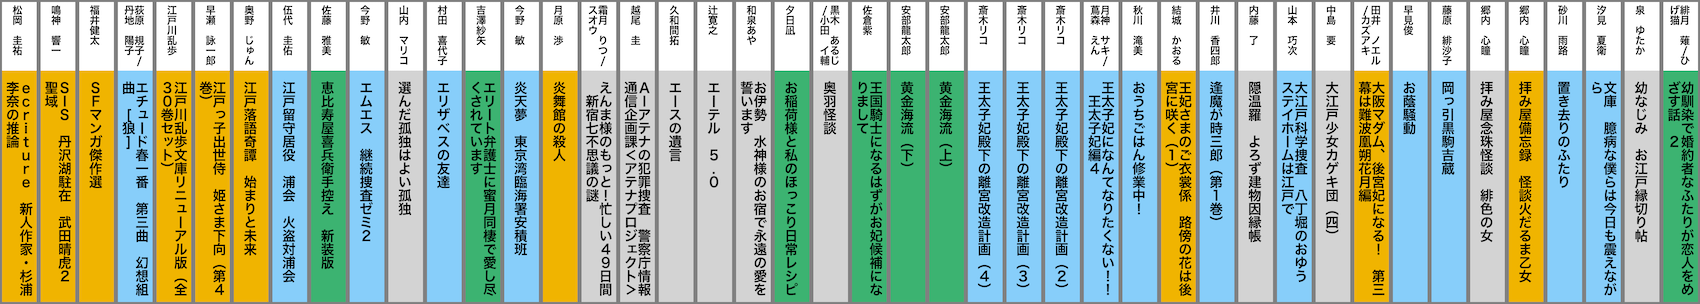 緋月 薙/ひ
げ猫
幼馴染で婚約者なふたりが恋人をめ
ざす話 2
泉 ゆたか
幼なじみ お江戸縁切り帖
汐見 夏衛
文庫 臆病な僕らは今日も震えなが
ら
砂川 雨路
置き去りのふたり
郷内 心瞳
拝み屋備忘録 怪談火だるま乙女
郷内 心瞳
拝み屋念珠怪談 緋色の女
藤原 緋沙子
岡っ引黒駒吉蔵
早見俊
お蔭騒動
田井 ノエル
/カズアキ
大阪マダム、後宮妃になる! 第三
幕は難波凰朔花月編
中島 要
大江戸少女カゲキ団(四)
山本 巧次
大江戸科学捜査 八丁堀のおゆう
ステイホームは江戸で
内藤 了
隠温羅 よろず建物因縁帳
井川 香四郎
逢魔が時三郎(第1巻)
結城 かおる
王妃さまのご衣裳係 路傍の花は後
宮に咲く(1)
秋川 滝美
おうちごはん修業中!
月神 サキ/
蔦森 えん
王太子妃になんてなりたくない!!
王太子妃編4
斎木リコ
王太子妃殿下の離宮改造計画(2)
斎木リコ
王太子妃殿下の離宮改造計画(3)
斎木リコ
王太子妃殿下の離宮改造計画(4)
安部龍太郎
黄金海流(上)
安部龍太郎
黄金海流(下)
佐倉紫
王国騎士になるはずがお妃候補にな
りまして
黒木 あるじ
/小田 イ輔
奥羽怪談
夕日凪
お稲荷様と私のほっこり日常レシピ
和泉あや
お伊勢 水神様のお宿で永遠の愛を
誓います
辻寛之
エーテル 5.0
久和間拓
エースの遺言
越尾 圭
AIアテナの犯罪捜査 警察庁情報
通信企画課<アテナプロジェクト>
霜月 りつ/
スオウ
えんま様のもっと!忙しい49日間
新宿七不思議の謎
月原 渉
炎舞館の殺人
今野 敏
炎天夢 東京湾臨海署安積班
吉澤紗矢
エリート弁護士に蜜月同棲で愛し尽
くされています
村田 喜代子
エリザベスの友達
山内 マリコ
選んだ孤独はよい孤独
今野 敏
エムエス 継続捜査ゼミ2
佐藤 雅美
恵比寿屋喜兵衛手控え 新装版
伍代 圭佑
江戸留守居役 浦会 火盗対浦会
奥野 じゅん
江戸落語奇譚 始まりと未来
早瀬 詠一郎
江戸っ子出世侍 姫さま下向(第4
巻)
江戸川乱歩
江戸川乱歩文庫リニューアル版(全
30巻セット)
荻原 規子/
丹地 陽子
エチュード春一番 第三曲 幻想組
曲 [狼]
福井健太
SFマンガ傑作選
鳴神 響一
SIS 丹沢湖駐在 武田晴虎2
聖域
松岡 圭祐
ecriture 新人作家・杉浦
李奈の推論